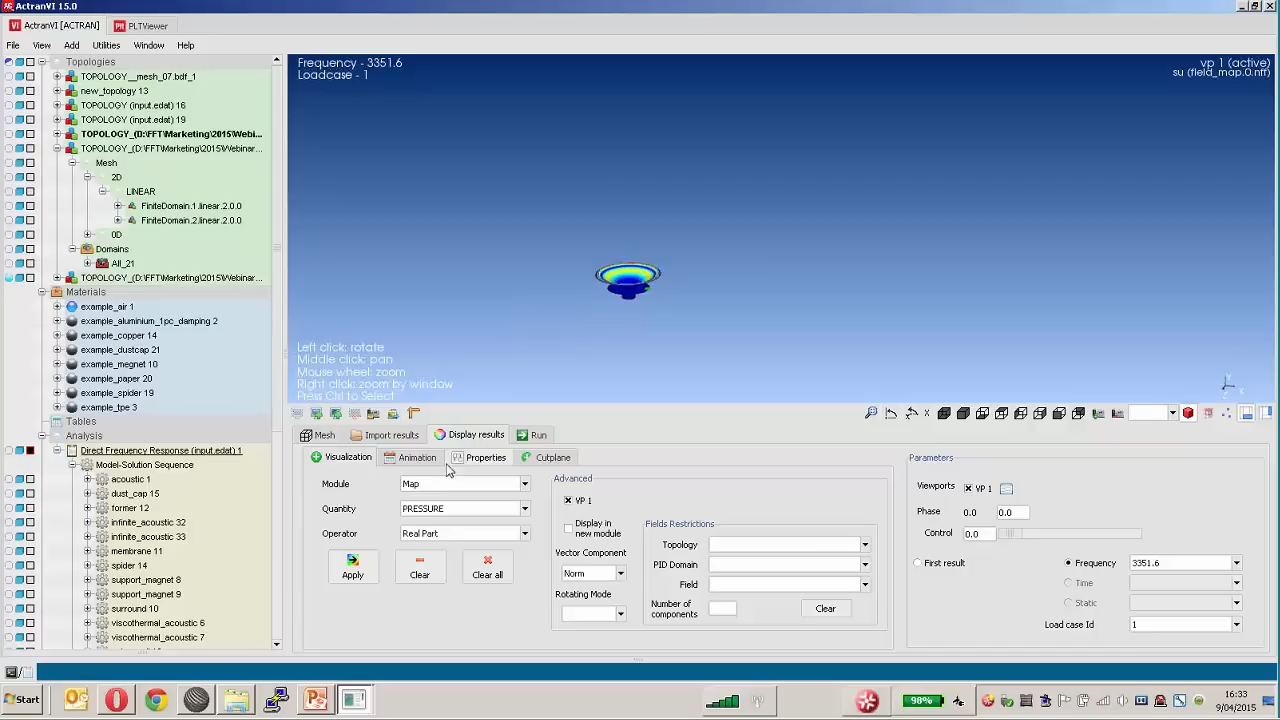 ActranVI 15.0
ActranVI [ACTRAN]
PLTViewer
File View Add Utilities Window Help
Topologies
TOPOLOGY__mesh_07.bdf_1
new_topology 13
TOPOLOGY (input.edat) 16
TOPOLOGY (input.edat) 19
TOPOLOGY_(D:\FFT\Marketing\2015\Webi...
TOPOLOGY_(D:\FFT\Marketing\2015\Webinar...
Mesh
2D
LINEAR
FiniteDomain.1.linear.2.0.0
FiniteDomain.2.linear.2.0.0
0D
Domains
All_21
TOPOLOGY_(D:\FFT\Marketing\2015\Webinar...
Materials
example_air 1
example_aluminium_1pc_damping 2
example_copper 14
example_dustcap 21
example_megnet 10
example_paper 20
example_spider 19
example_tpe 3
Tables
Analysis
Direct Frequency Response (input.edat) 1
Model-Solution Sequence
acoustic 1
dust_cap 15
former 12
infinite_acoustic 32
infinite_acoustic 33
membrane 11
spider 14
support_magnet 8
support_magnet 9
surround 10
viscothermal_acoustic 6
viscothermal_acoustic 7
Frequency - 3351.6
Loadcase - 1
vp 1 (active)
su (field_map.0.nff)
Left click: rotate
Middle click: pan
Mouse wheel: zoom
Right click: zoom by window
Press Ctrl to Select
Mesh Import results Display results Run
Visualization Animation Properties Cutplane
Module Map
Quantity PRESSURE
Operator Real Part
Apply Clear Clear all
Advanced
VP 1
Display in
new module
Vector Component
Norm
Rotating Mode
Fields Restrictions
Topology
PID Domain
Field
Number of
components
Clear
Parameters
Viewports VP 1
Phase 0.0 0.0
Control 0.0
First result
Frequency 3351.6
Time
Static
Load case Id 1
Start
98%
16:33
9/04/2015